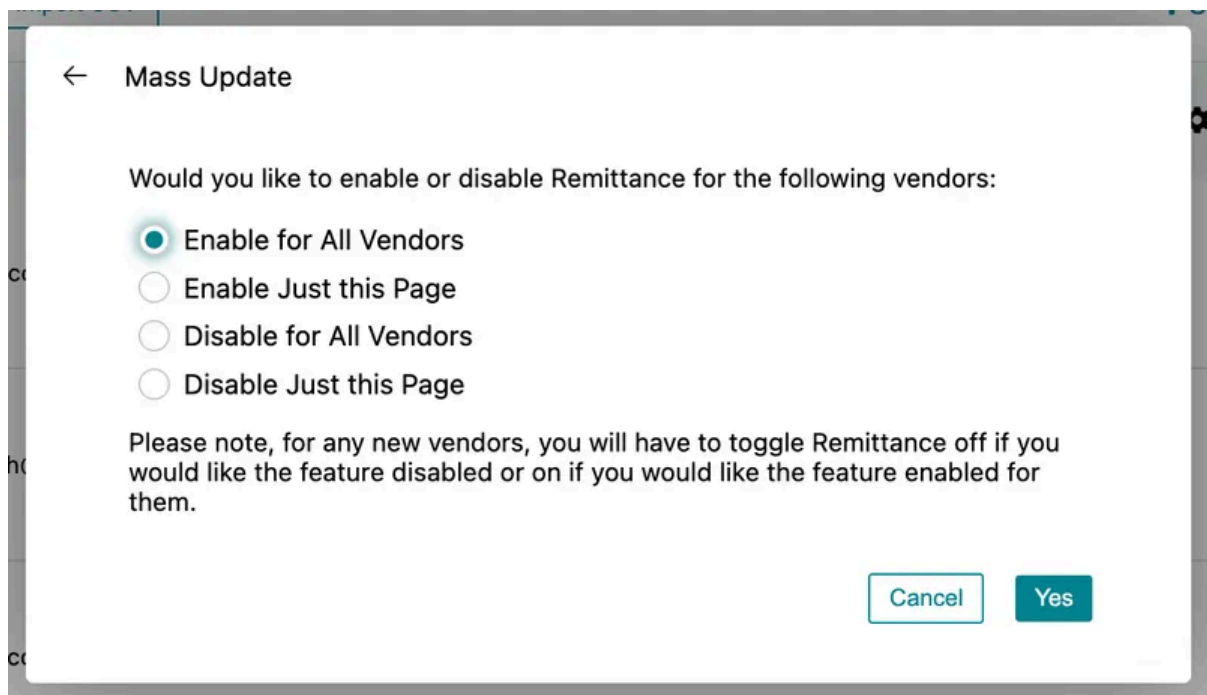 Mass Update
Would you like to enable or disable Remittance for the following vendors:
Enable for All Vendors
Enable Just this Page
Disable for All Vendors
Disable Just this Page
Please note, for any new vendors, you will have to toggle Remittance off if you
would like the feature disabled or on if you would like the feature enabled for
them.
Cancel
Yes